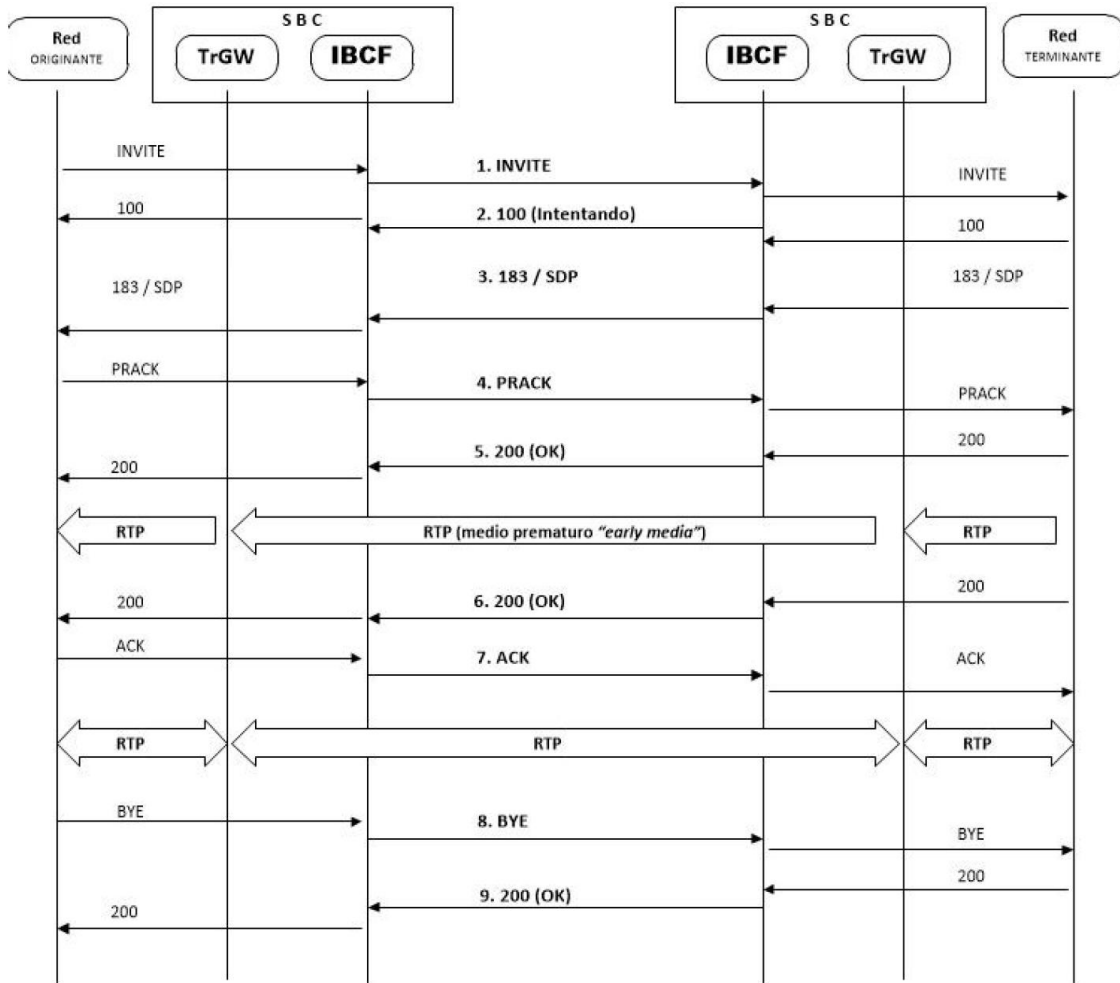 S B C
S B C
Red
ORIGINANTE
TrGW
IBCF
IBCF
TrGW
Red
TERMINANTE
INVITE
1. INVITE
INVITE
100
2. 100 (Intentando)
100
183 / SDP
3. 183 / SDP
183 / SDP
PRACK
4. PRACK
PRACK
200
5. 200 (OK)
200
RTP
RTP (medio prematuro “early media”)
RTP
200
6. 200 (OK)
200
ACK
7. ACK
ACK
RTP
RTP
RTP
BYE
8. BYE
BYE
200
9. 200 (OK)
200